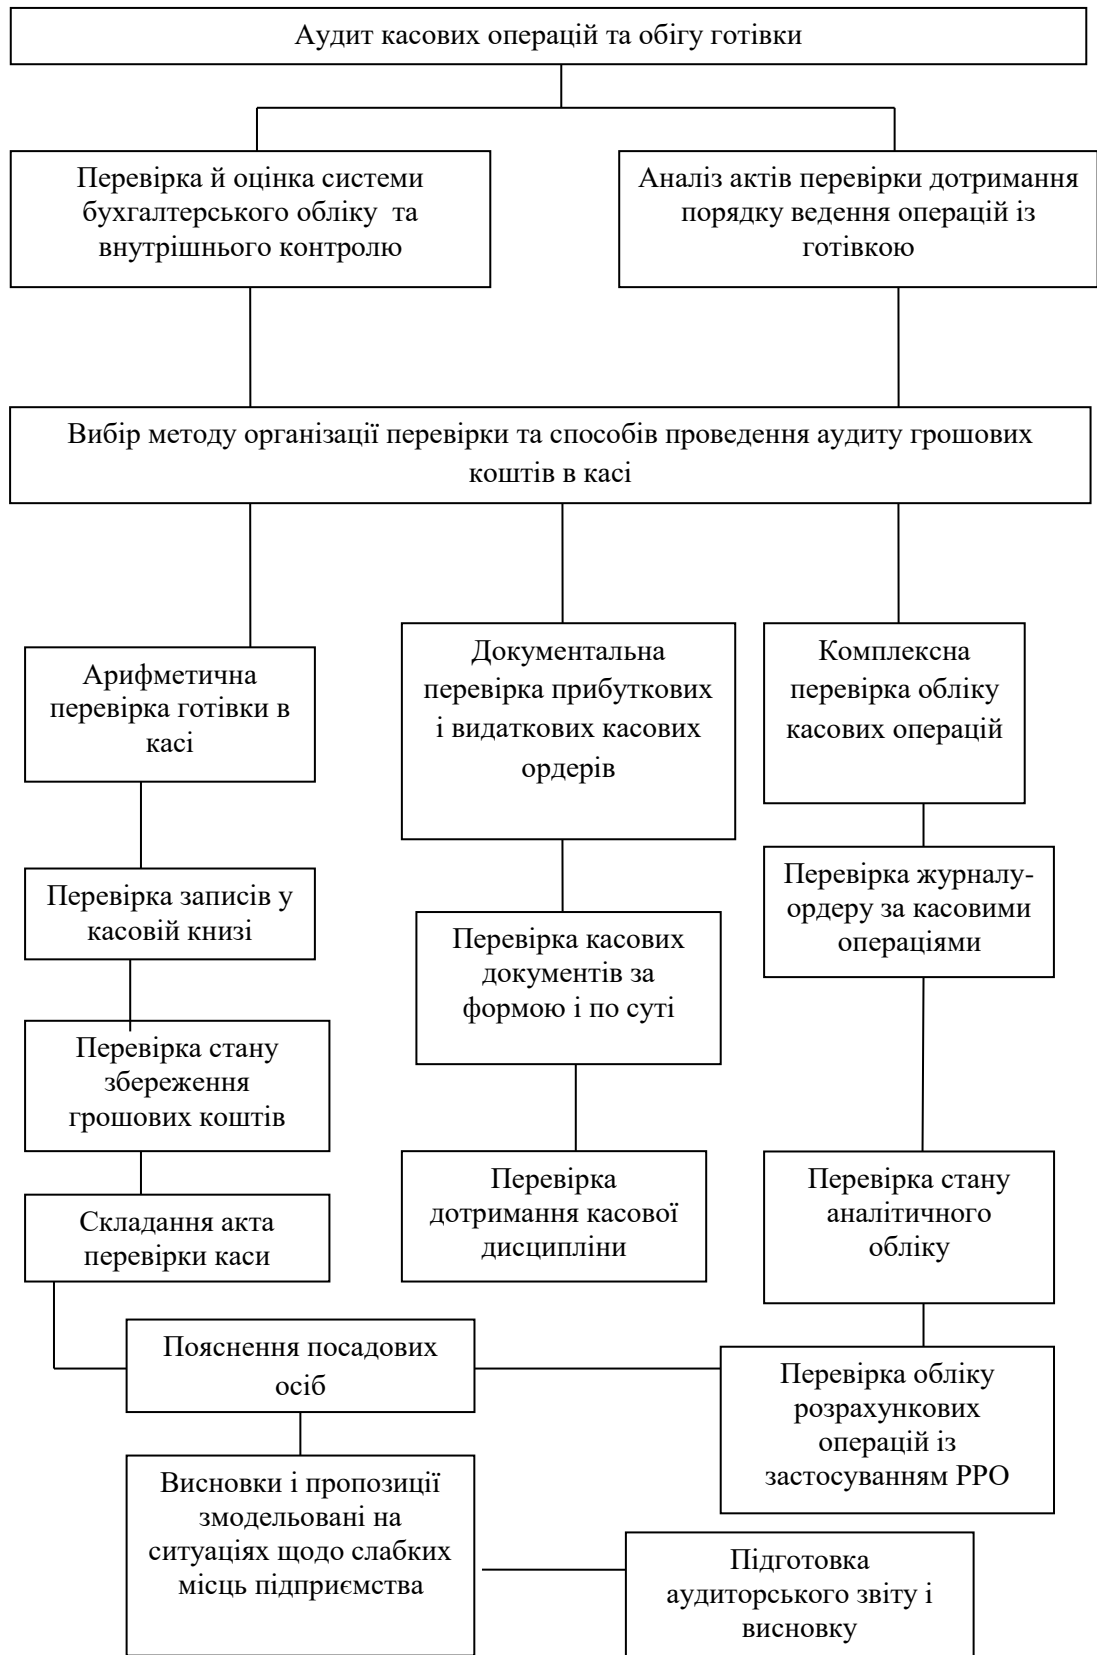 Аудит касових операцій та обігу готівки
Перевірка й оцінка системи
бухгалтерського обліку та
внутрішнього контролю
Аналіз актів перевірки дотримання
порядку ведення операцій із
готівкою
Вибір методу організації перевірки та способів проведення аудиту грошових
коштів в касі
Арифметична
перевірка готівки в
касі
Документальна
перевірка прибуткових
і видаткових касових
ордерів
Комплексна
перевірка обліку
касових операцій
Перевірка записів у
касовій книзі
Перевірка касових
документів за
формою і по суті
Перевірка журналу-
ордеру за касовими
операціями
Перевірка стану
збереження
грошових коштів
Перевірка
дотримання касової
дисципліни
Перевірка стану
аналітичного
обліку
Складання акта
перевірки каси
Пояснення посадових
осіб
Перевірка обліку
розрахункових
операцій із
застосуванням РРО
Висновки і пропозиції
змодельовані на
ситуаціях щодо слабких
місць підприємства
Підготовка
аудиторського звіту і
висновку